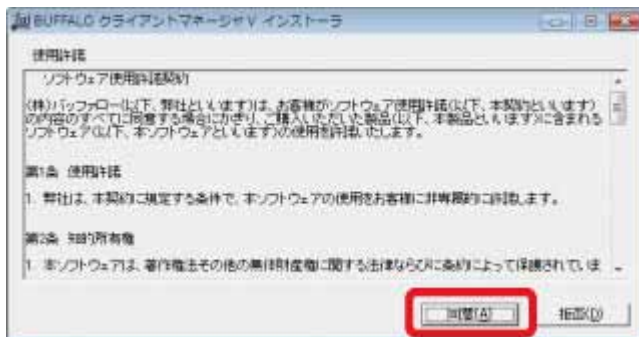 BUFFALO クライアントマネージャV インストーラ
使用許諾
ソフトウェア使用許諾契約
(株)バッファロー(以下、弊社といいます)は、お客様がソフトウェア使用許諾(以下、本契約といいます)
の内容のすべてに同意する場合にかぎり、ご購入いただいた製品(以下、本製品といいます)に含まれる
ソフトウェア(以下、本ソフトウェアといいます)の使用を許諾いたします。
第1条 使用許諾
1. 弊社は、本契約に規定する条件で、本ソフトウェアの使用をお客様に非専属的に許諾します。
第2条 知的所有権
1. 本ソフトウェアは、著作権法その他の無体財産権に関する法律ならびに条約によって保護されていま
同意(A)
拒否(D)